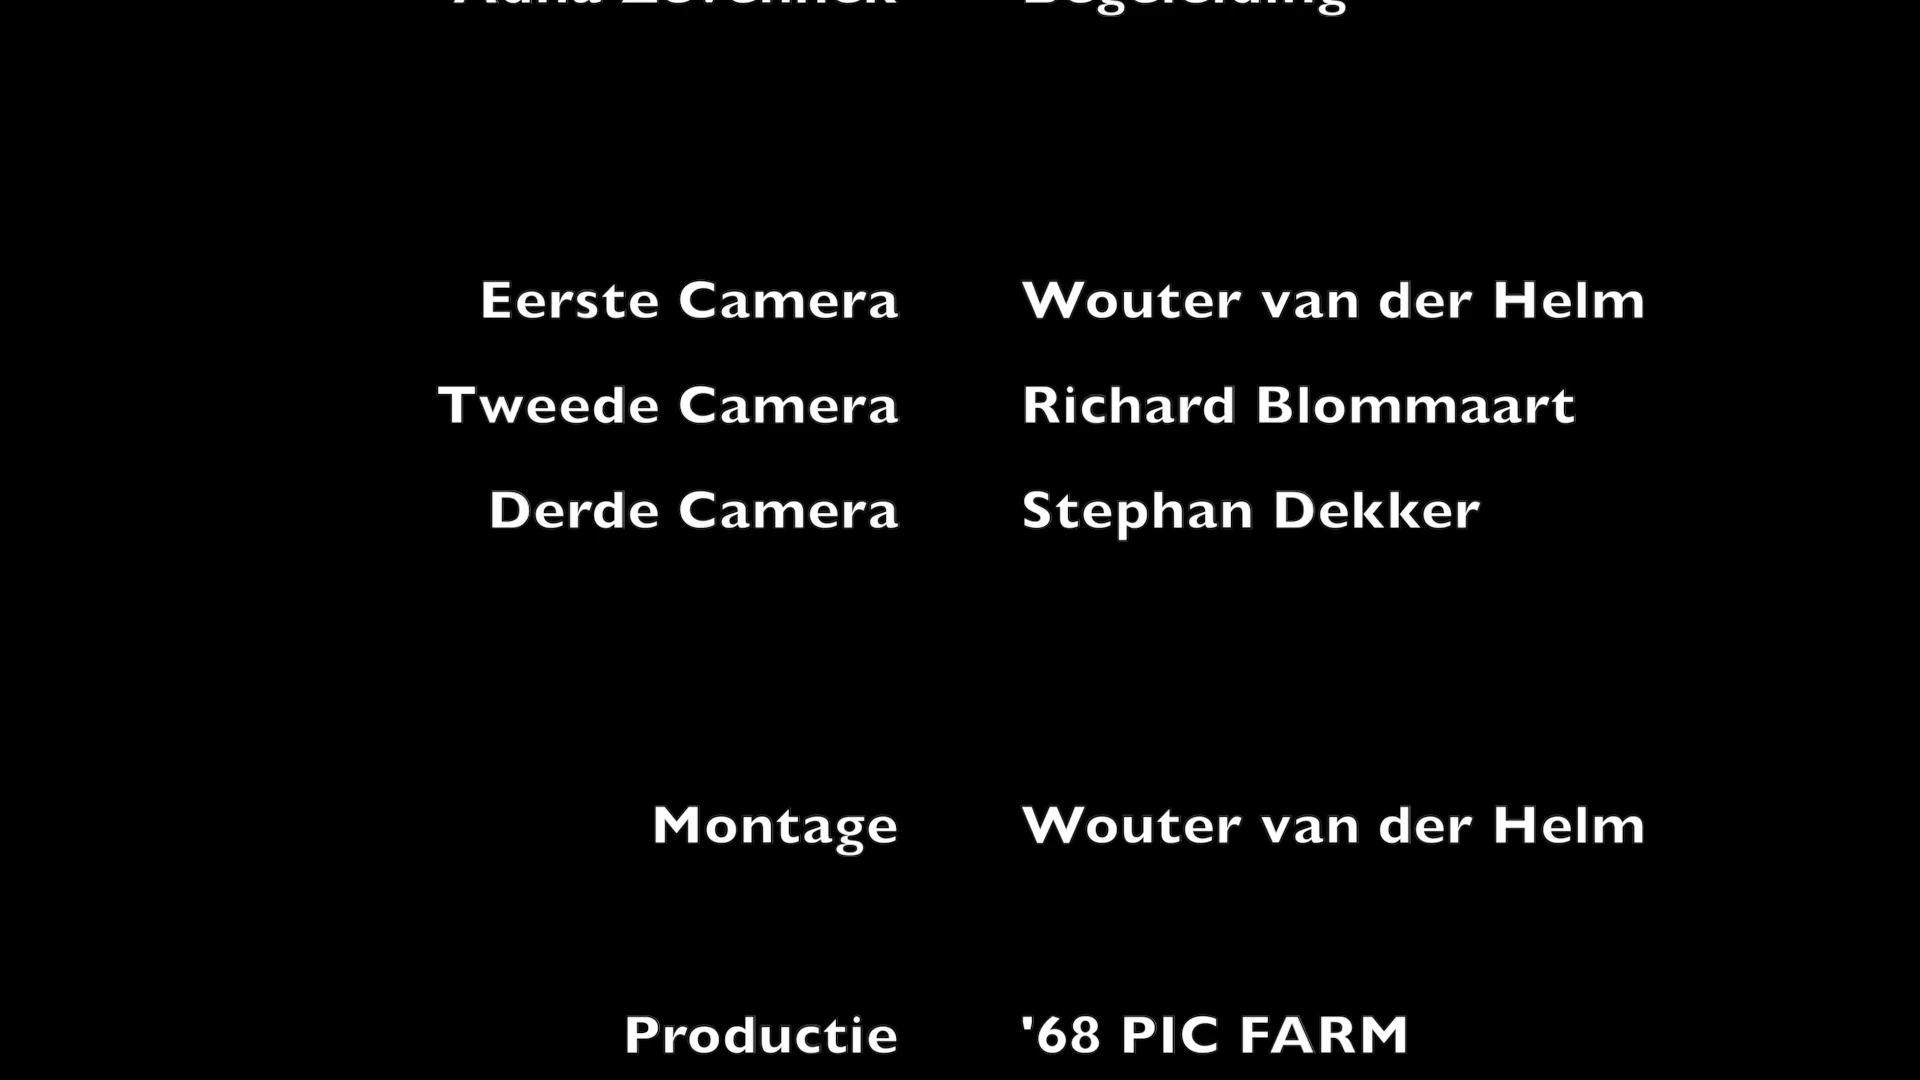 Begeleiding
Eerste Camera Wouter van der Helm
Tweede Camera Richard Blommaart
Derde Camera Stephan Dekker
Montage Wouter van der Helm
Productie '68 PIC FARM